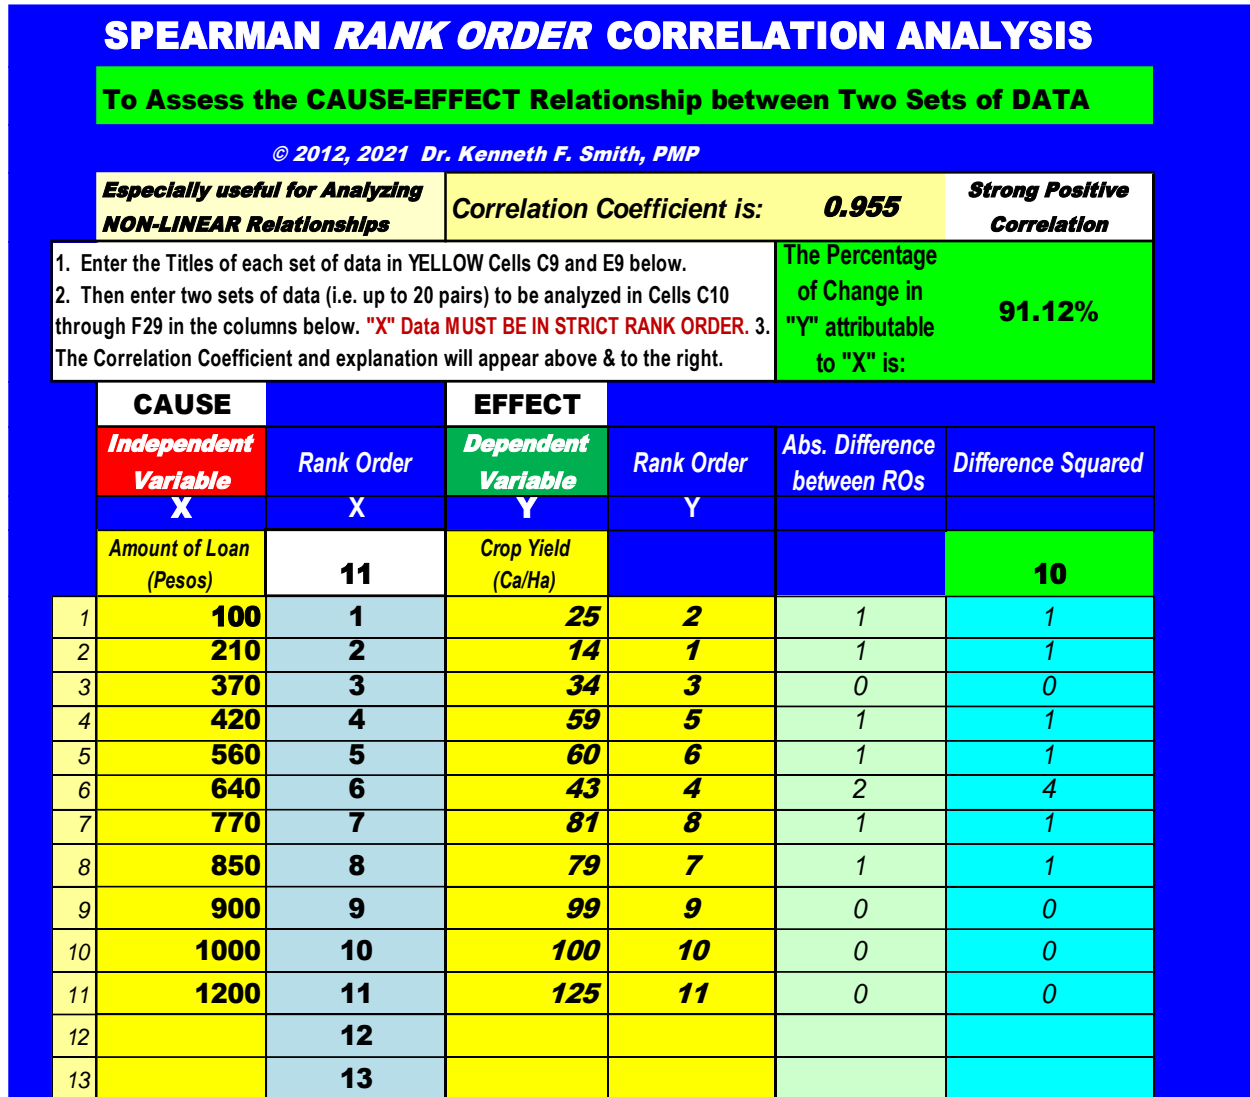 SPEARMAN RANK ORDER CORRELATION ANALYSIS
To Assess the CAUSE-EFFECT Relationship between Two Sets of DATA
© 2012, 2021 Dr. Kenneth F. Smith, PMP
Especially useful for Analyzing
NON-LINEAR Relationships
Correlation Coefficient is:
0.955
Strong Positive
Correlation
1. Enter the Titles of each set of data in YELLOW Cells C9 and E9 below.
2. Then enter two sets of data (i.e. up to 20 pairs) to be analyzed in Cells C10
through F29 in the columns below. "X" Data MUST BE IN STRICT RANK ORDER. 3.
The Correlation Coefficient and explanation will appear above & to the right.
The Percentage
of Change in
"Y" attributable
to "X" is:
91.12%
CAUSE EFFECT
Independent
Variable
Rank Order
Dependent
Variable
Rank Order
Abs. Difference
between ROs
Difference Squared
X X Y Y
Amount of Loan
(Pesos)
11
Crop Yield
(Ca/Ha)
10
1 100 1 25 2 1 1
2 210 2 14 1 1 1
3 370 3 34 3 0 0
4 420 4 59 5 1 1
5 560 5 60 6 1 1
6 640 6 43 4 2 4
7 770 7 81 8 1 1
8 850 8 79 7 1 1
9 900 9 99 9 0 0
10 1000 10 100 10 0 0
11 1200 11 125 11 0 0
12 12
13 13